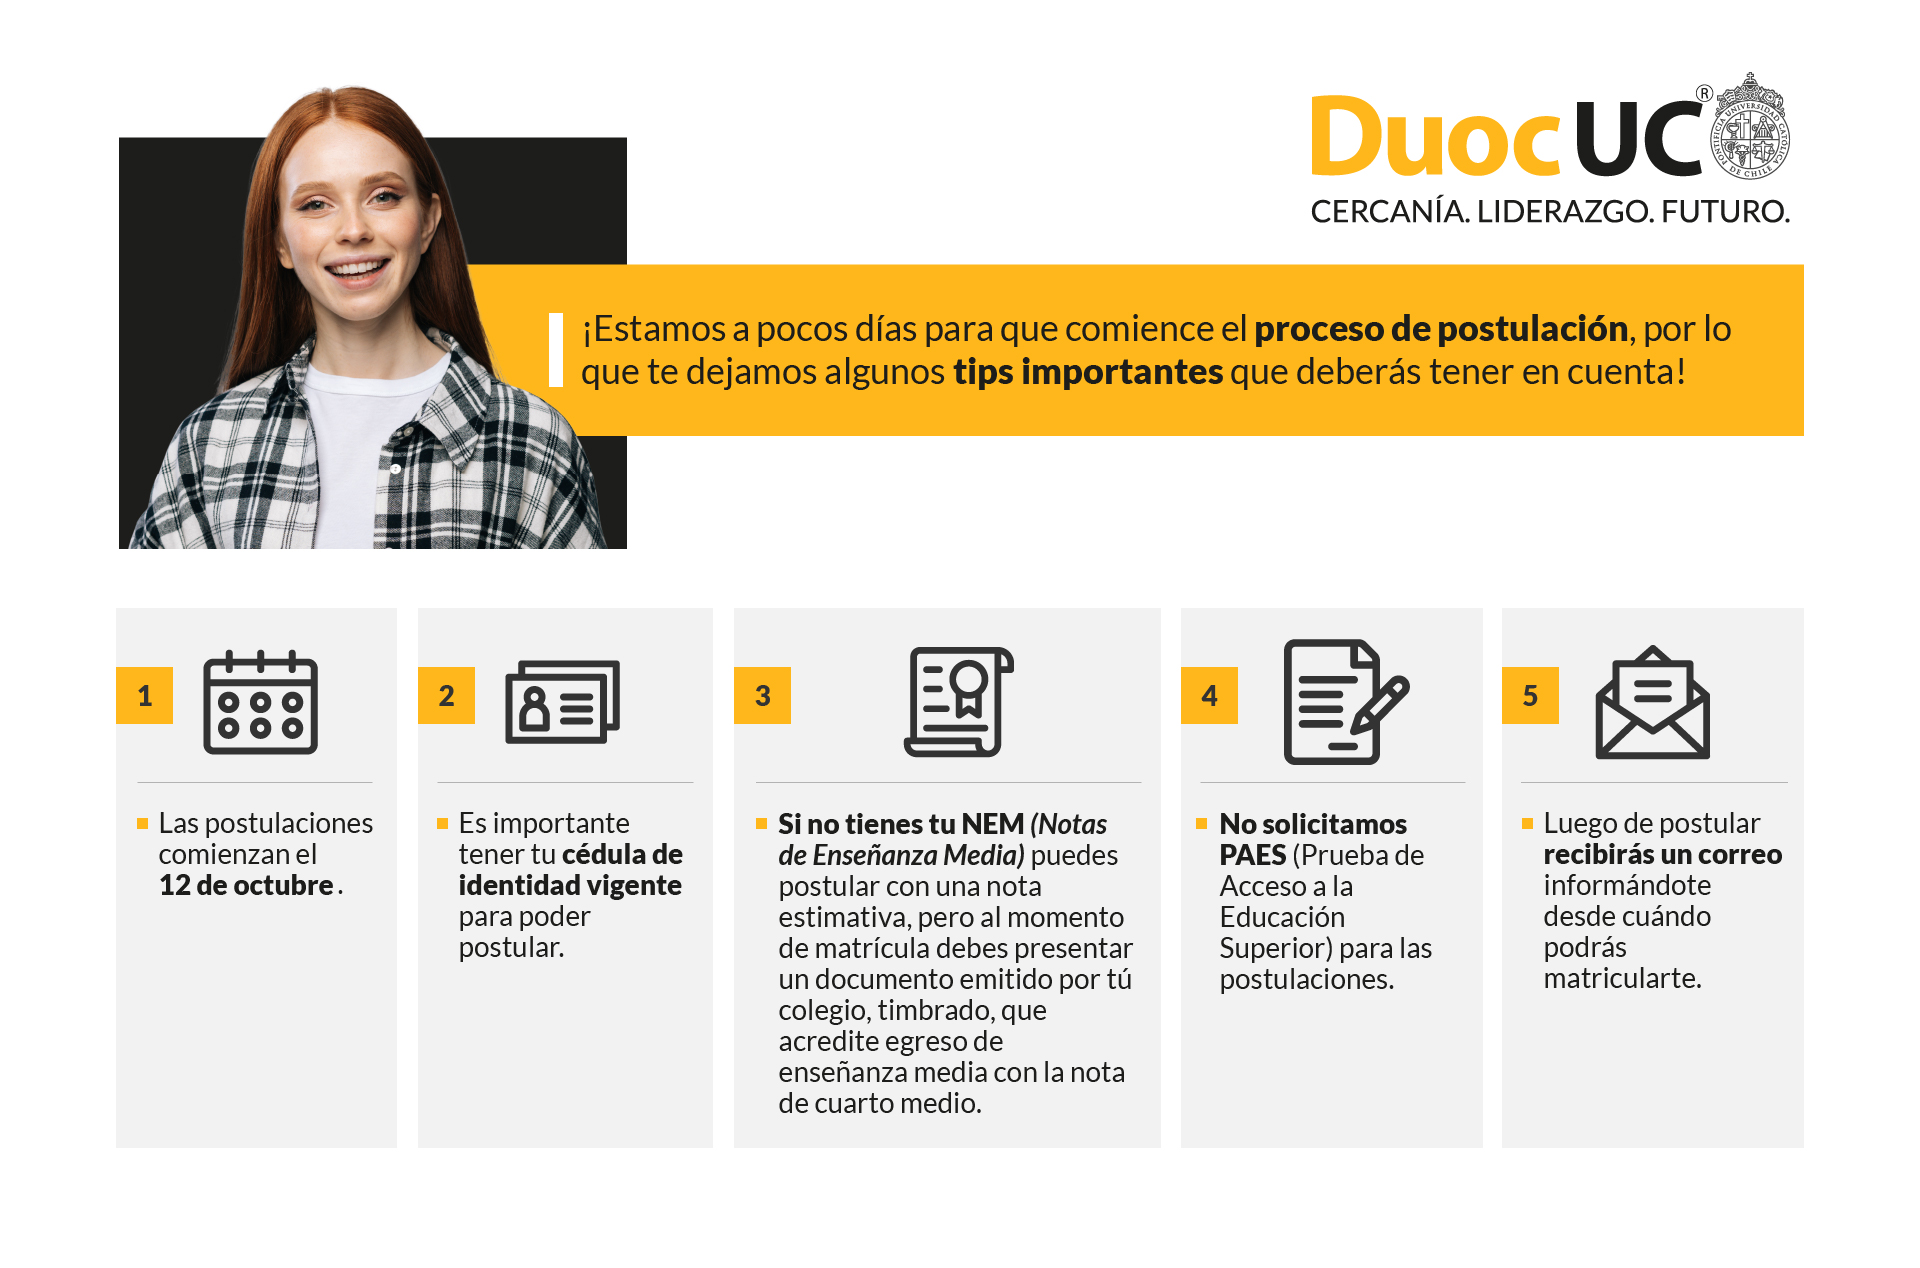 Duoc UC®
PONTIFICIA UNIVERSIDAD CATOLICA DE CHILE
CERCANÍA. LIDERAZGO. FUTURO.
¡Estamos a pocos días para que comience el proceso de postulación, por lo
que te dejamos algunos tips importantes que deberás tener en cuenta!
1
Las postulaciones
comienzan el
12 de octubre.
2
Es importante
tener tu cédula de
identidad vigente
para poder
postular.
3
Si no tienes tu NEM (Notas
de Enseñanza Media) puedes
postular con una nota
estimativa, pero al momento
de matrícula debes presentar
un documento emitido por tú
colegio, timbrado, que
acredite egreso de
enseñanza media con la nota
de cuarto medio.
4
No solicitamos
PAES (Prueba de
Acceso a la
Educación
Superior) para las
postulaciones.
5
Luego de postular
recibirás un correo
informándote
desde cuándo
podrás
matricularte.